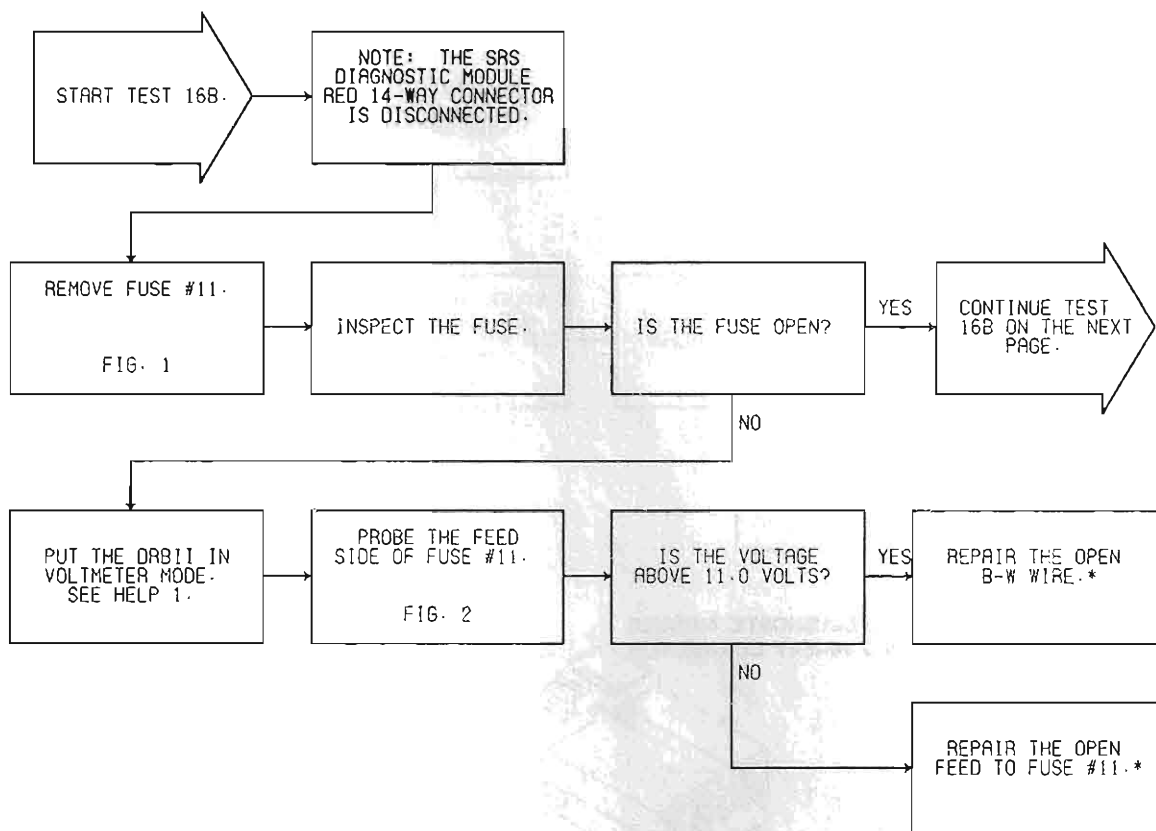 START TEST 16B.
NOTE: THE SRS
DIAGNOSTIC MODULE
RED 14-WAY CONNECTOR
IS DISCONNECTED.
REMOVE FUSE #11.
FIG. 1
INSPECT THE FUSE.
IS THE FUSE OPEN?
YES
CONTINUE TEST
16B ON THE NEXT
PAGE.
NO
PUT THE DRBII IN
VOLTMETER MODE.
SEE HELP 1.
PROBE THE FEED
SIDE OF FUSE #11.
FIG. 2
IS THE VOLTAGE
ABOVE 11.0 VOLTS?
YES
REPAIR THE OPEN
B-W WIRE.*
NO
REPAIR THE OPEN
FEED TO FUSE #11.*